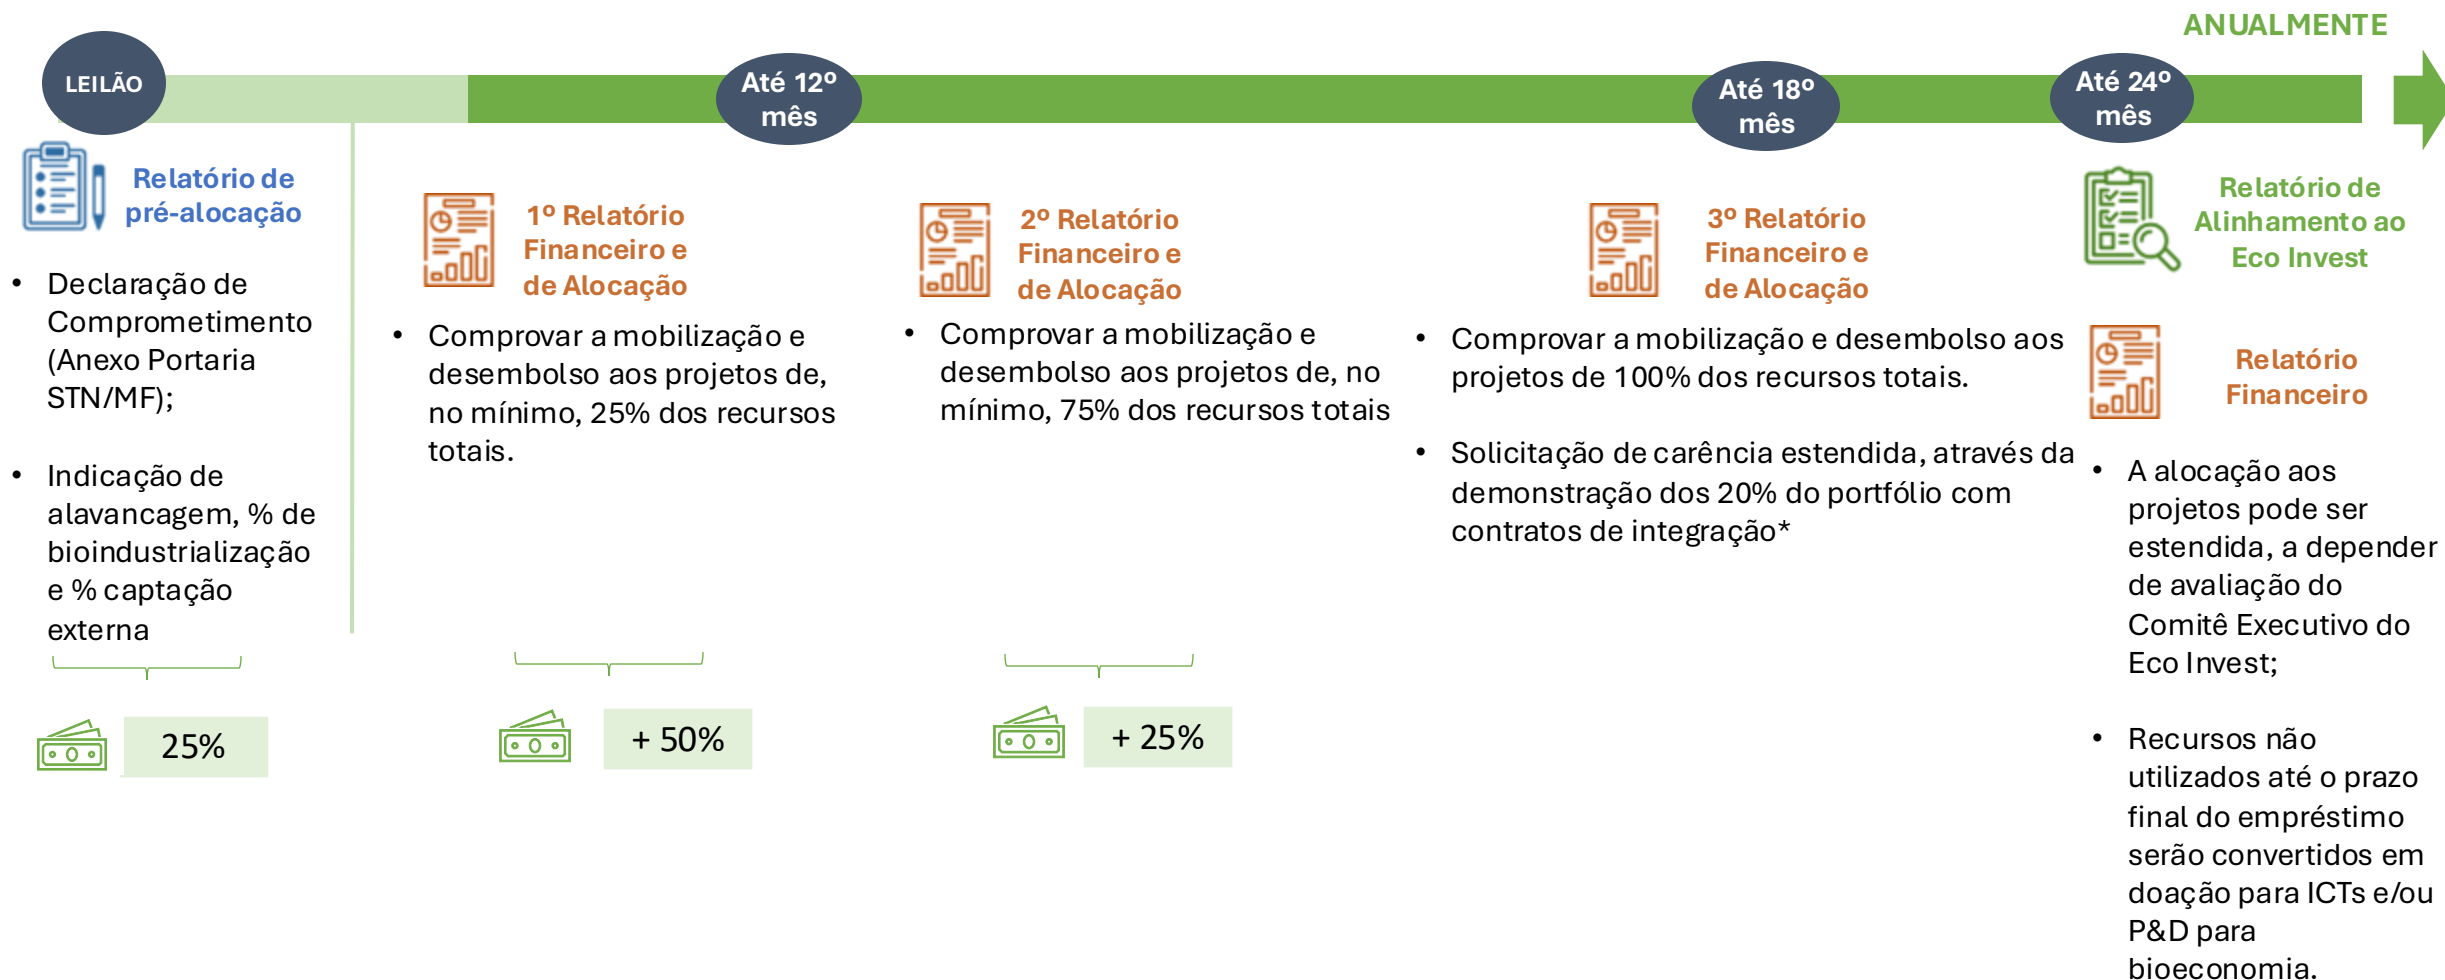 ANUALMENTE
LEILÃO
Até 12º
mês
Até 18º
mês
Até 24º
mês
Relatório de
pré-alocação
• Declaração de
Comprometimento
(Anexo Portaria
STN/MF);
• Indicação de
alavancagem, % de
bioindustrialização
e % captação
externa
25%
1º Relatório
Financeiro e
de Alocação
• Comprovar a mobilização e
desembolso aos projetos de,
no mínimo, 25% dos recursos
totais.
+ 50%
2º Relatório
Financeiro e
de Alocação
• Comprovar a mobilização e
desembolso aos projetos de, no
mínimo, 75% dos recursos totais
+ 25%
3º Relatório
Financeiro e
de Alocação
• Comprovar a mobilização e desembolso aos
projetos de 100% dos recursos totais.
• Solicitação de carência estendida, através da
demonstração dos 20% do portfólio com
contratos de integração*
Relatório de
Alinhamento ao
Eco Invest
Relatório
Financeiro
• A alocação aos
projetos pode ser
estendida, a depender
de avaliação do
Comitê Executivo do
Eco Invest;
• Recursos não
utilizados até o prazo
final do empréstimo
serão convertidos em
doação para ICTs e/ou
P&D para
bioeconomia.